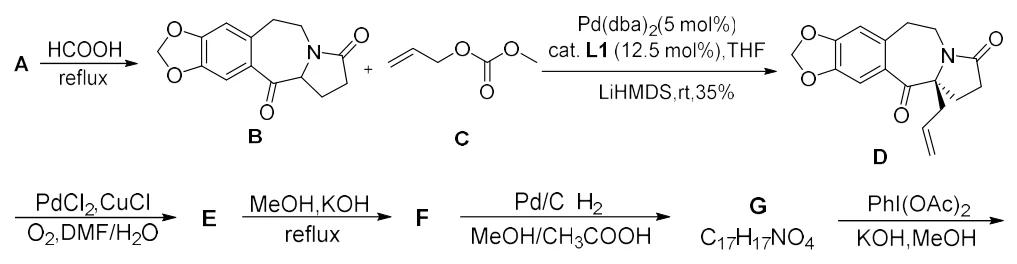 A
HCOOH
reflux
O
O
N
O
O
B
+
O
O
O
C
Pd(dba)₂(5 mol%)
cat. L1 (12.5 mol%),THF
LiHMDS,rt,35%
O
O
N
O
O
D
PdCl₂,CuCl
O₂,DMF/H₂O
E
MeOH,KOH
reflux
F
Pd/C H₂
MeOH/CH₃COOH
G
C₁₇H₁₇NO₄
PhI(OAc)₂
KOH,MeOH